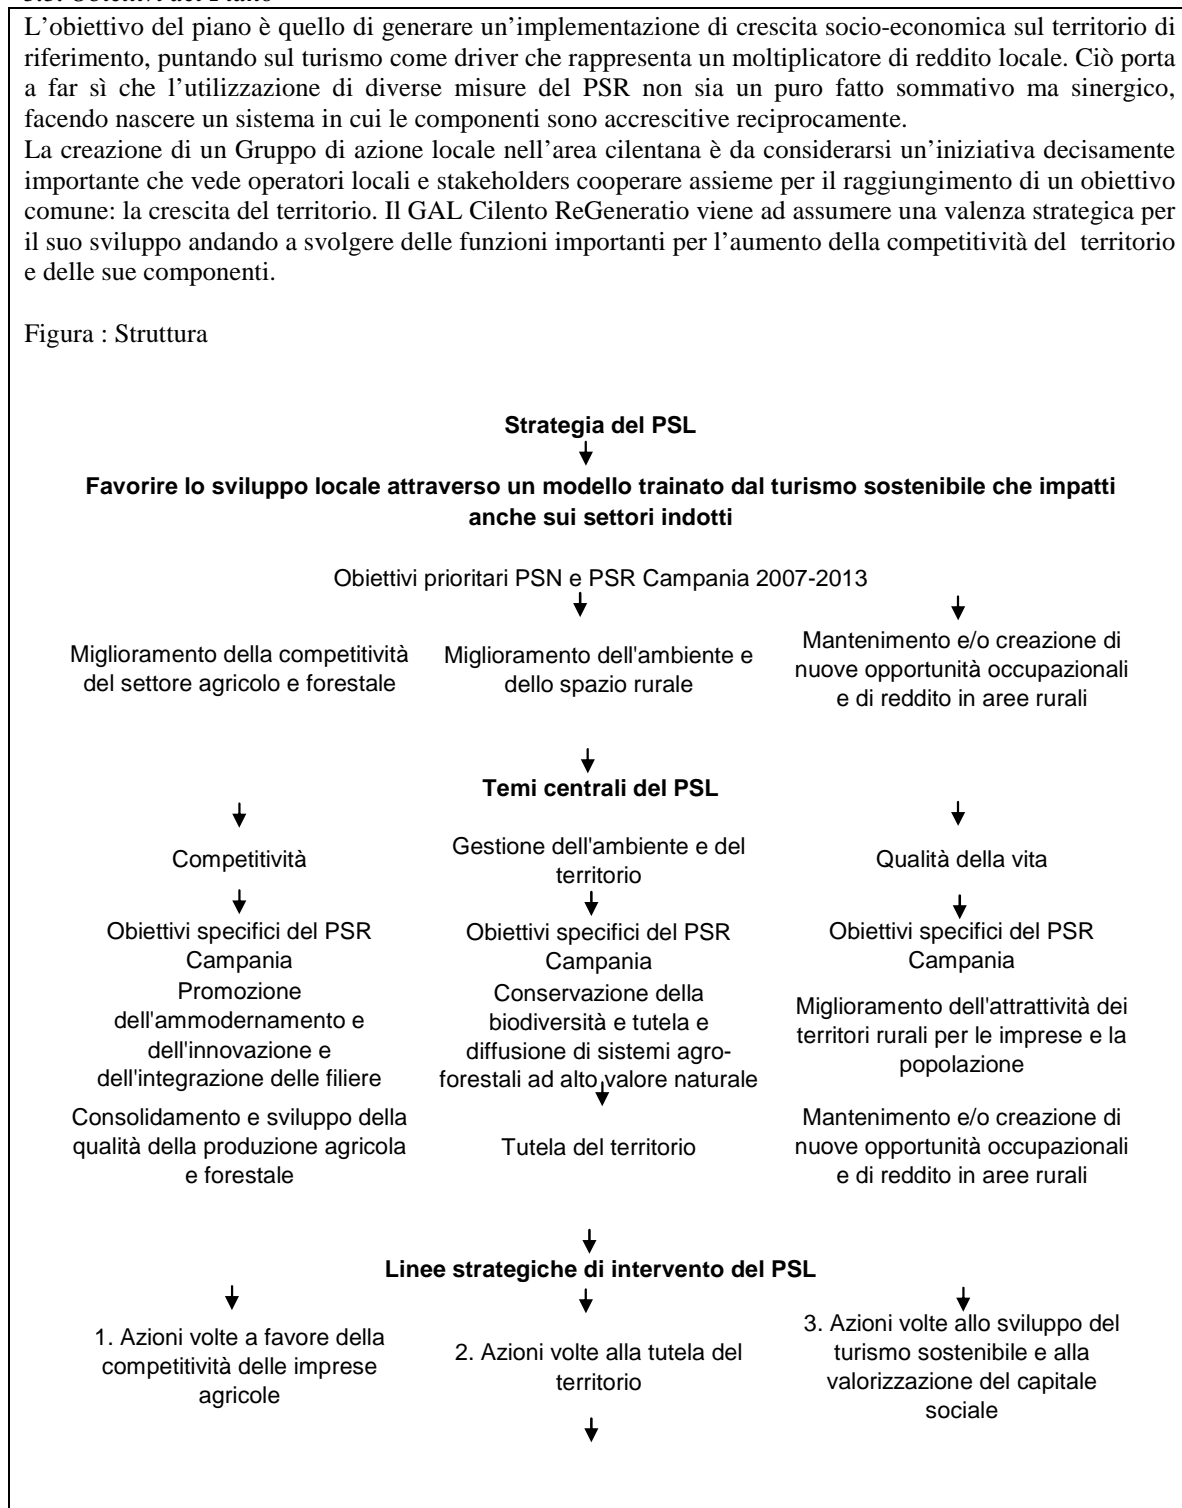 3.3. Obiettivi del Piano
L’obiettivo del piano è quello di generare un’implementazione di crescita socio-economica sul territorio di
riferimento, puntando sul turismo come driver che rappresenta un moltiplicatore di reddito locale. Ciò porta
a far sì che l’utilizzazione di diverse misure del PSR non sia un puro fatto sommativo ma sinergico,
facendo nascere un sistema in cui le componenti sono accrescitive reciprocamente.
La creazione di un Gruppo di azione locale nell’area cilentana è da considerarsi un’iniziativa decisamente
importante che vede operatori locali e stakeholders cooperare assieme per il raggiungimento di un obiettivo
comune: la crescita del territorio. Il GAL Cilento ReGeneratio viene ad assumere una valenza strategica per
il suo sviluppo andando a svolgere delle funzioni importanti per l’aumento della competitività del territorio
e delle sue componenti.
Figura : Struttura
Strategia del PSL
Favorire lo sviluppo locale attraverso un modello trainato dal turismo sostenibile che impatti
anche sui settori indotti
Obiettivi prioritari PSN e PSR Campania 2007-2013
Miglioramento della competitività
del settore agricolo e forestale
Miglioramento dell'ambiente e
dello spazio rurale
Mantenimento e/o creazione di
nuove opportunità occupazionali
e di reddito in aree rurali
Temi centrali del PSL
Competitività
Gestione dell'ambiente e del
territorio
Qualità della vita
Obiettivi specifici del PSR
Campania
Obiettivi specifici del PSR
Campania
Obiettivi specifici del PSR
Campania
Promozione
dell'ammodernamento e
dell'innovazione e
dell'integrazione delle filiere
Conservazione della
biodiversità e tutela e
diffusione di sistemi agro-
forestali ad alto valore naturale
Miglioramento dell'attrattività dei
territori rurali per le imprese e la
popolazione
Consolidamento e sviluppo della
qualità della produzione agricola
e forestale
Tutela del territorio
Mantenimento e/o creazione di
nuove opportunità occupazionali
e di reddito in aree rurali
Linee strategiche di intervento del PSL
1. Azioni volte a favore della
competitività delle imprese
agricole
2. Azioni volte alla tutela del
territorio
3. Azioni volte allo sviluppo del
turismo sostenibile e alla
valorizzazione del capitale
sociale